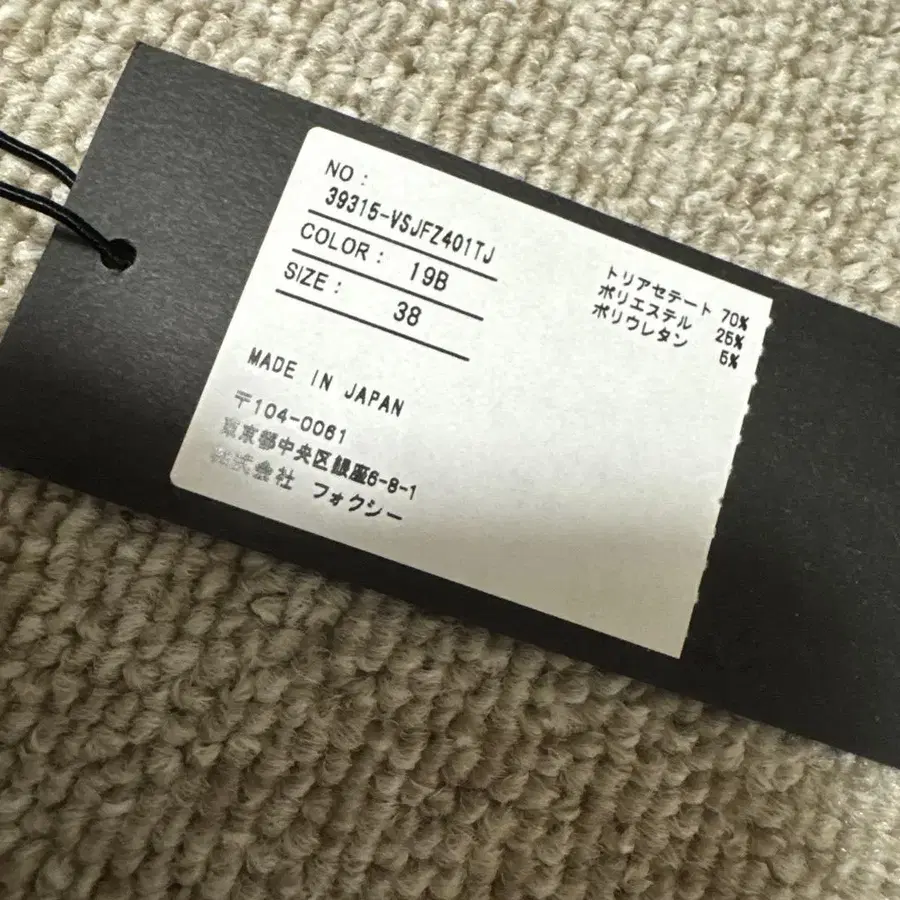 NO:
39315-VSJFZ401TJ
COLOR: 19B
SIZE: 38
トリアセテート 70%
ポリエステル 25%
ポリウレタン 5%
MADE IN JAPAN
〒104-0061
東京都中央区銀座6-8-1
株式会社 フォクシー